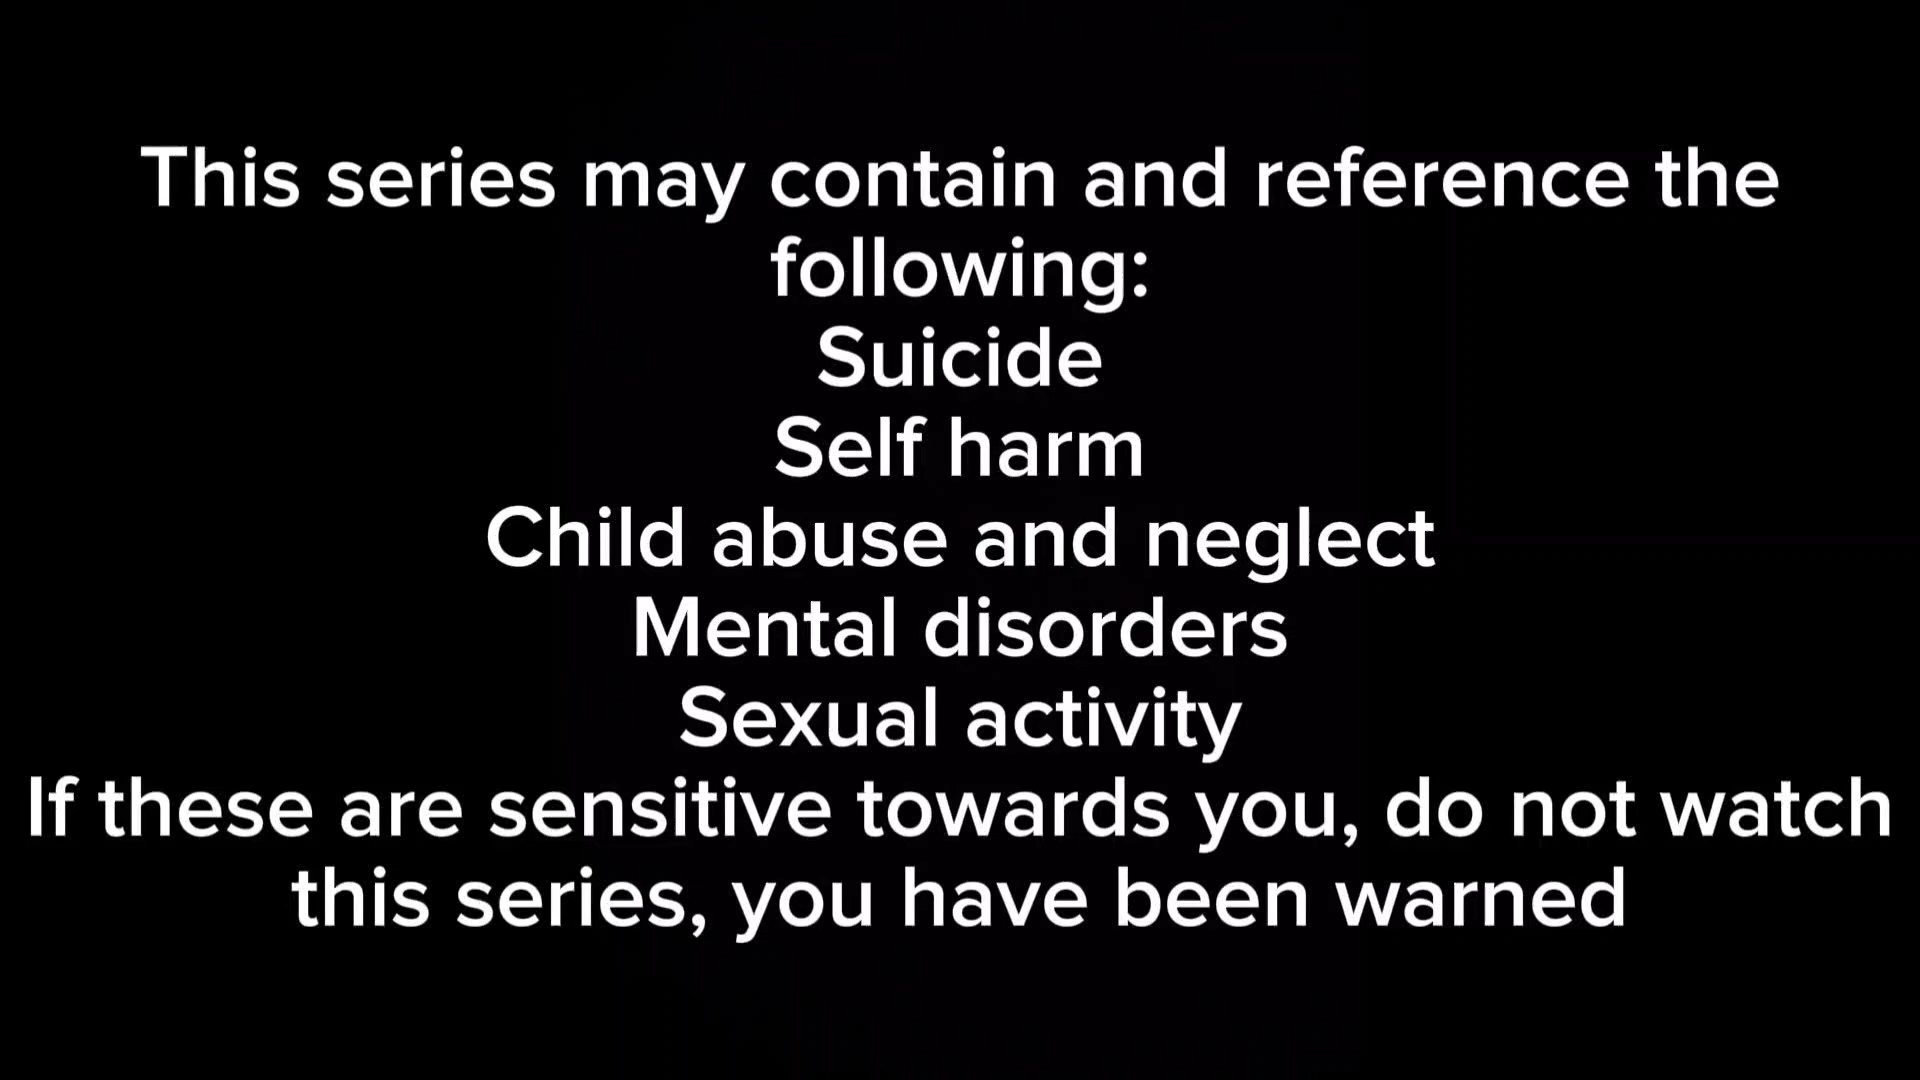 This series may contain and reference the
following:
Suicide
Self harm
Child abuse and neglect
Mental disorders
Sexual activity
If these are sensitive towards you, do not watch
this series, you have been warned